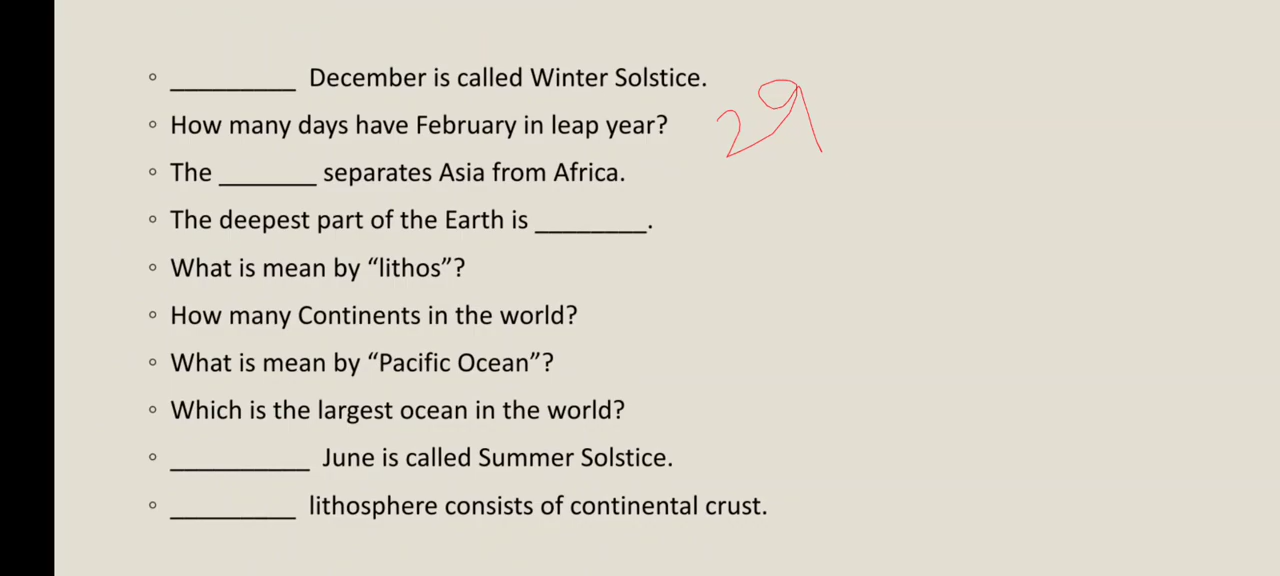 ◦ _________ December is called Winter Solstice.
◦ How many days have February in leap year? 29
◦ The _______ separates Asia from Africa.
◦ The deepest part of the Earth is ________.
◦ What is mean by “lithos”?
◦ How many Continents in the world?
◦ What is mean by “Pacific Ocean”?
◦ Which is the largest ocean in the world?
◦ __________ June is called Summer Solstice.
◦ _________ lithosphere consists of continental crust.